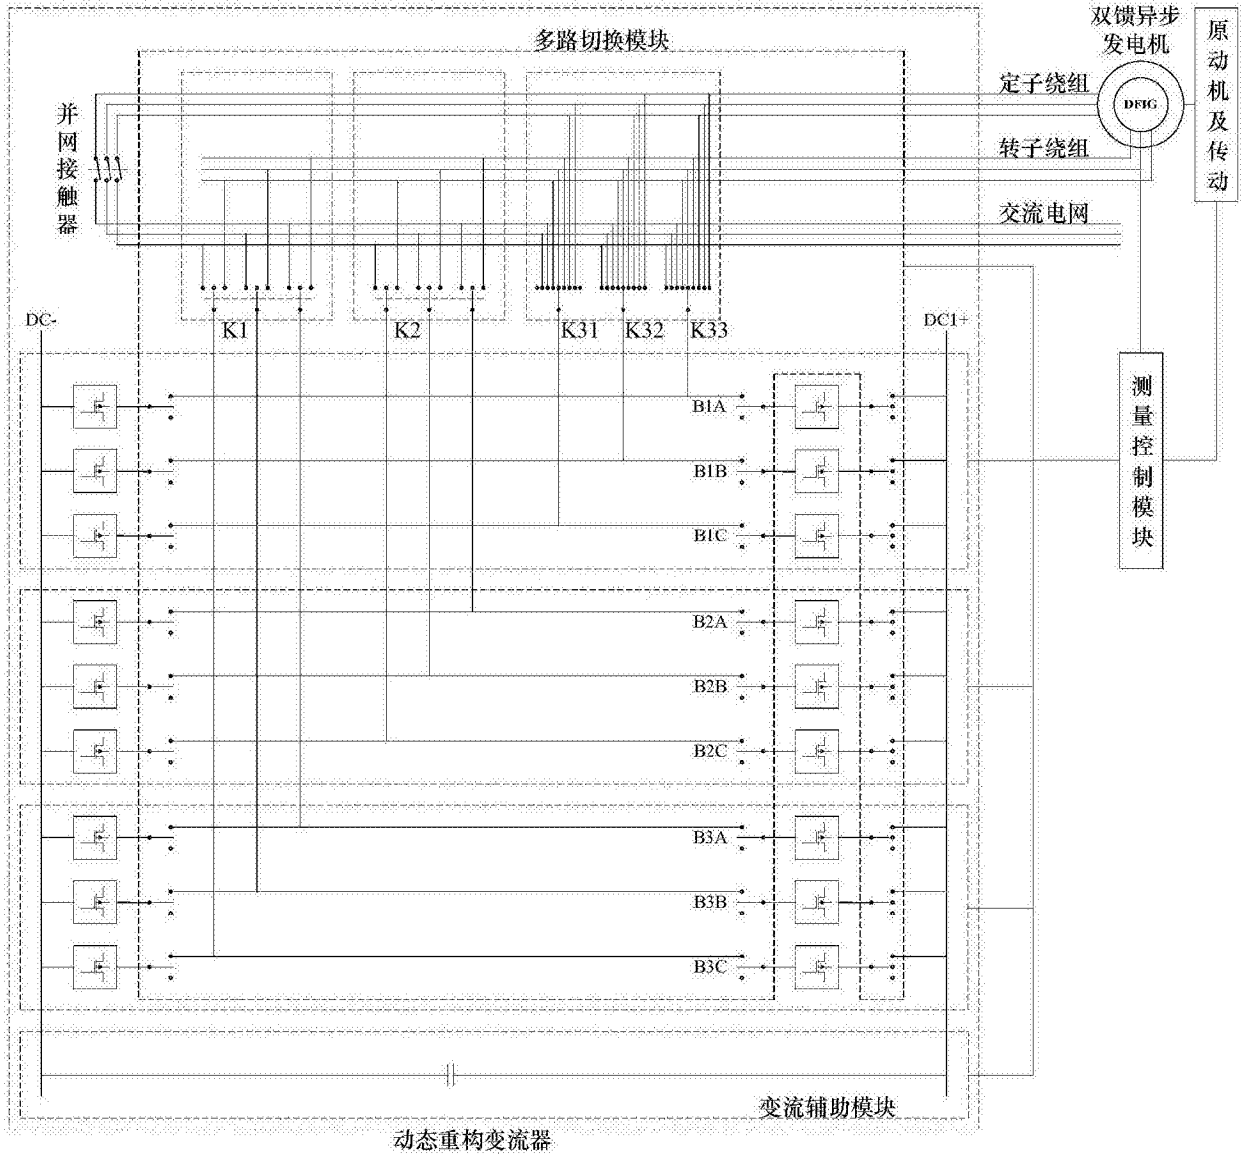 双馈异步
发电机
原动机及传动
多路切换模块
并网接触器
定子绕组
DFIG
转子绕组
交流电网
DC-
K1
K2
K31
K32
K33
DC1+
测量控制模块
B1A
B1B
B1C
B2A
B2B
B2C
B3A
B3B
B3C
变流辅助模块
动态重构变流器